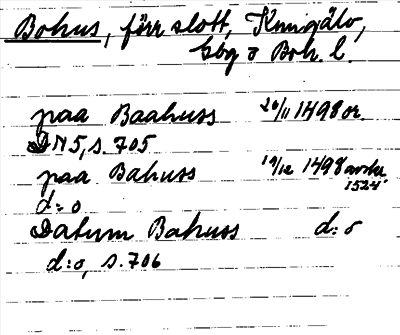 Bohus, förr slott, Kungälv,
Gbg o Boh. l.
paa Baahuss 20/11 1498 or.
DN 5, s. 705
paa Bahuss 19/12 1498 avskr.
1524
d:o
Datum Bahuss d:o
d:o, s. 706